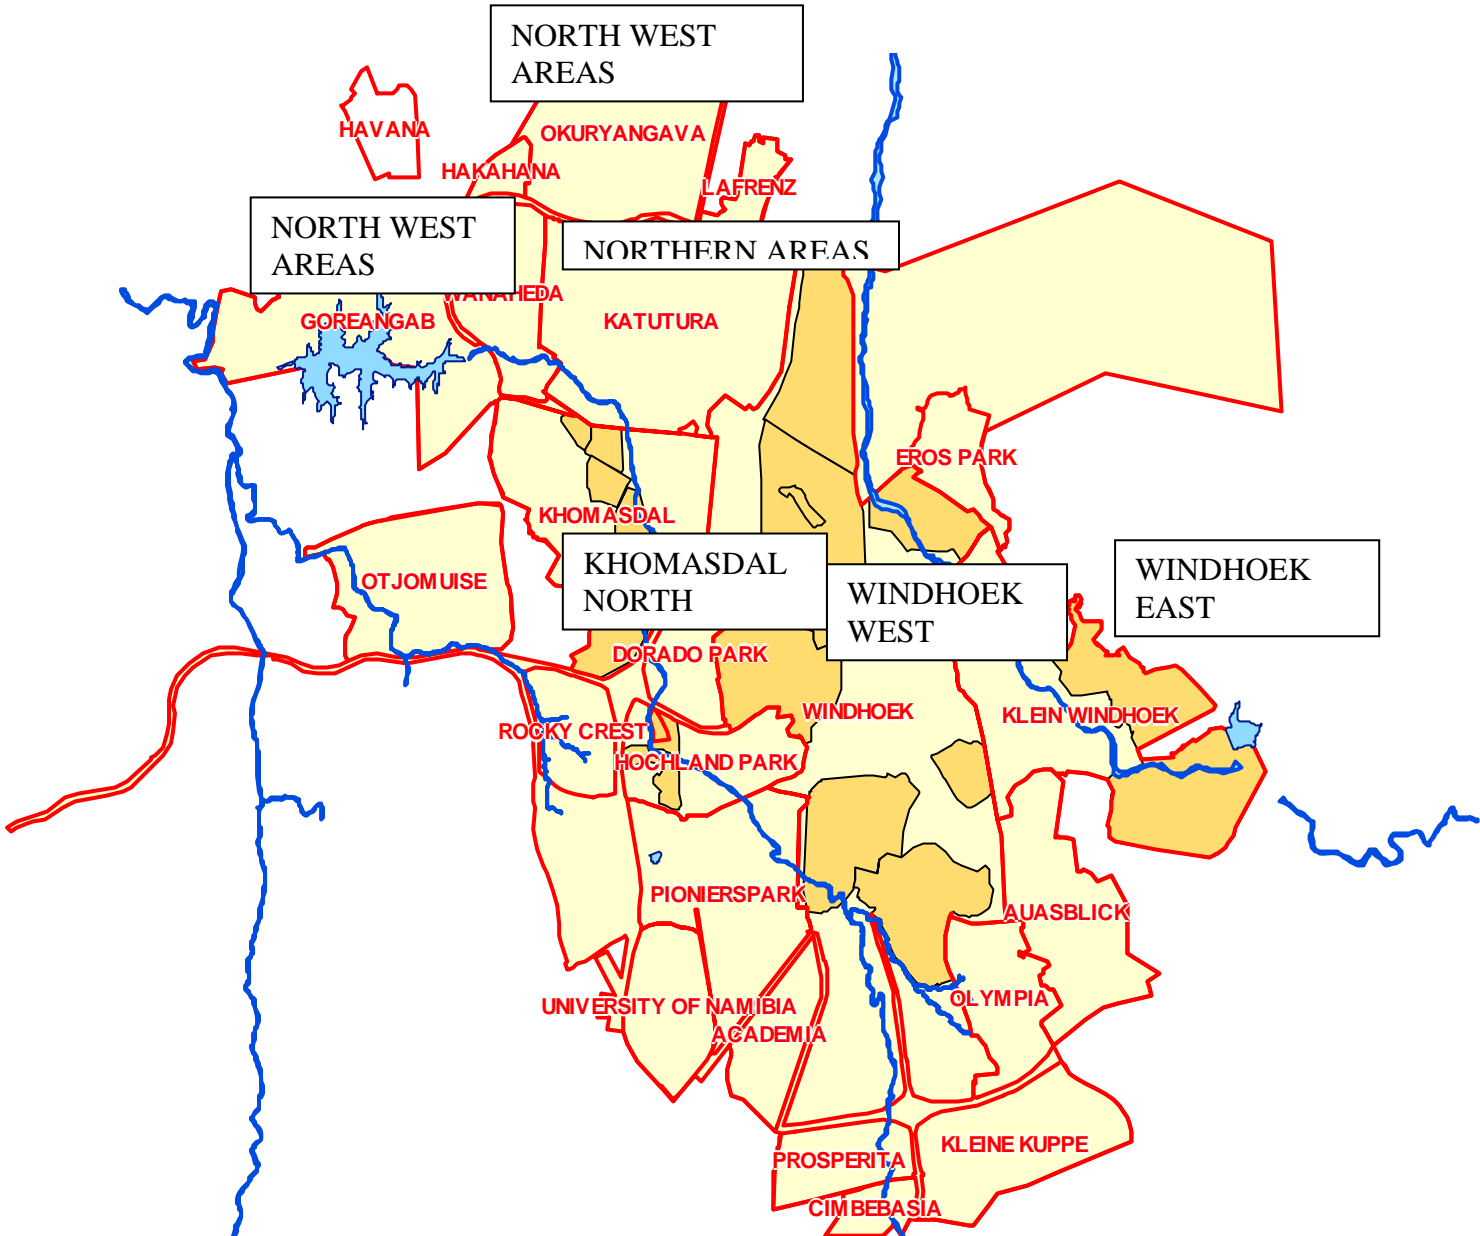 NORTH WEST
AREAS
HAVANA
OKURYANGAVA
HAKAHANA
LAFRENZ
NORTH WEST
AREAS
NORTHERN AREAS
WANAHEDA
GOREANGAB
KATUTURA
EROS PARK
KHOMASDAL
KHOMASDAL
NORTH
WINDHOEK
WEST
WINDHOEK
EAST
OTJOMUISE
DORADO PARK
WINDHOEK
KLEIN WINDHOEK
ROCKY CREST
HOCHLAND PARK
PIONIERSPARK
AUASBLICK
UNIVERSITY OF NAMIBIA
OLYMPIA
ACADEMIA
KLEINE KUPPE
PROSPERITA
CIMBEBASIA